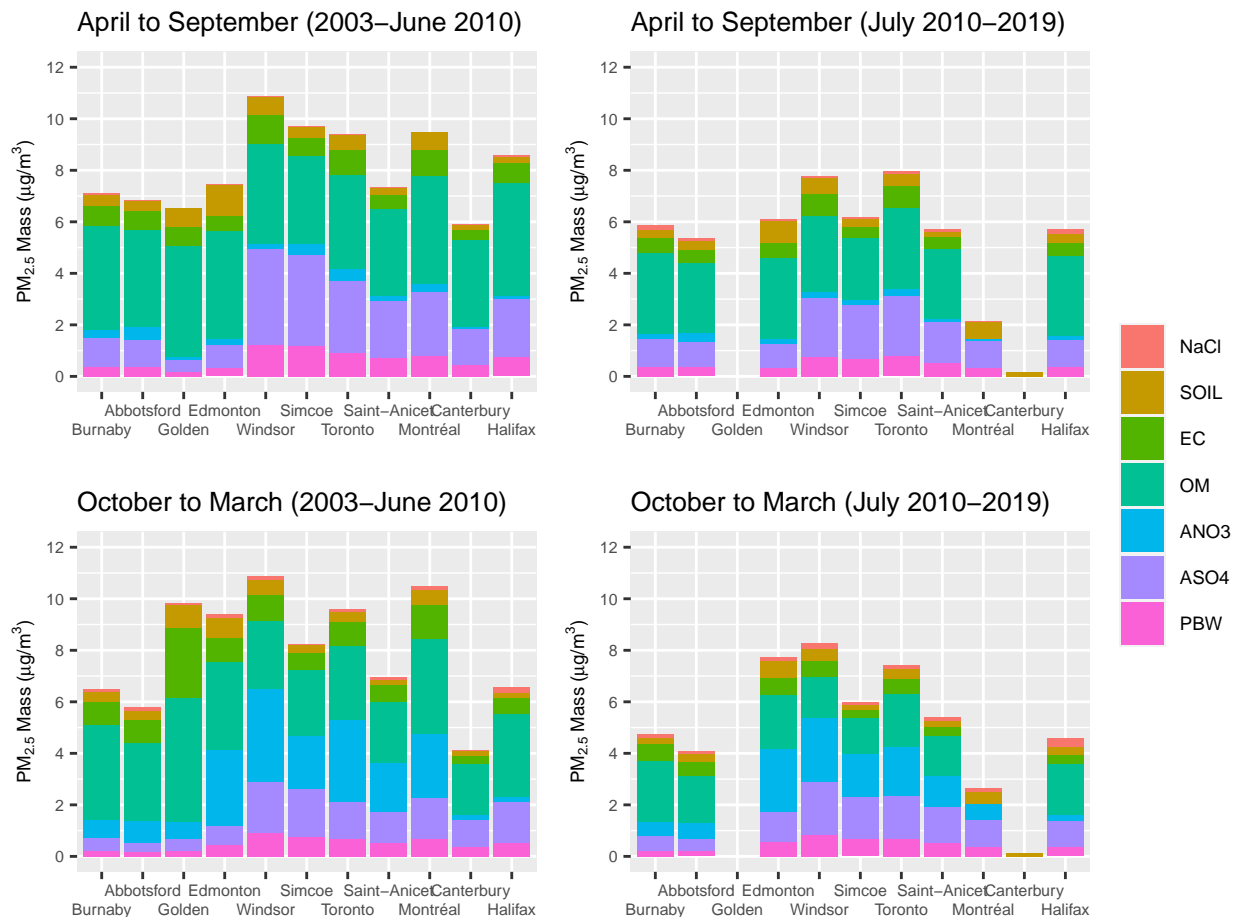 April to September (2003−June 2010)
PM2.5 Mass (μg/m³)
12
10
8
6
4
2
0
Abbotsford Edmonton Simcoe Saint−Anicet Canterbury
Burnaby Golden Windsor Toronto Montréal Halifax
April to September (July 2010−2019)
PM2.5 Mass (μg/m³)
12
10
8
6
4
2
0
Abbotsford Edmonton Simcoe Saint−Anicet Canterbury
Burnaby Golden Windsor Toronto Montréal Halifax
October to March (2003−June 2010)
PM2.5 Mass (μg/m³)
12
10
8
6
4
2
0
Abbotsford Edmonton Simcoe Saint−Anicet Canterbury
Burnaby Golden Windsor Toronto Montréal Halifax
October to March (July 2010−2019)
PM2.5 Mass (μg/m³)
12
10
8
6
4
2
0
Abbotsford Edmonton Simcoe Saint−Anicet Canterbury
Burnaby Golden Windsor Toronto Montréal Halifax
NaCl
SOIL
EC
OM
ANO3
ASO4
PBW